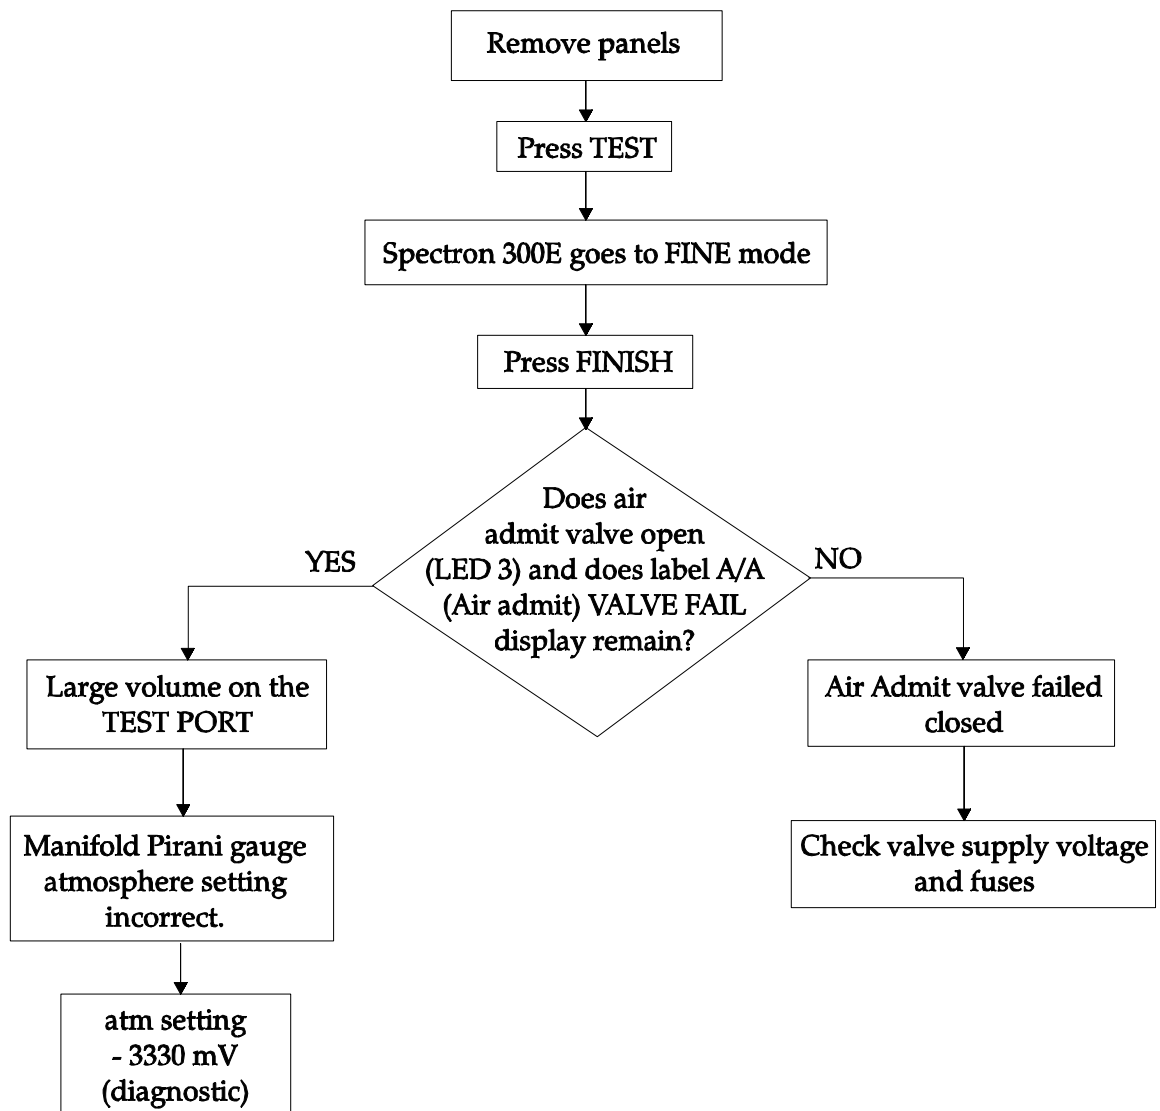 Remove panels
Press TEST
Spectron 300E goes to FINE mode
Press FINISH
Does air
admit valve open
(LED 3) and does label A/A
(Air admit) VALVE FAIL
display remain?
YES
NO
Large volume on the
TEST PORT
Air Admit valve failed
closed
Manifold Pirani gauge
atmosphere setting
incorrect.
Check valve supply voltage
and fuses
atm setting
- 3330 mV
(diagnostic)